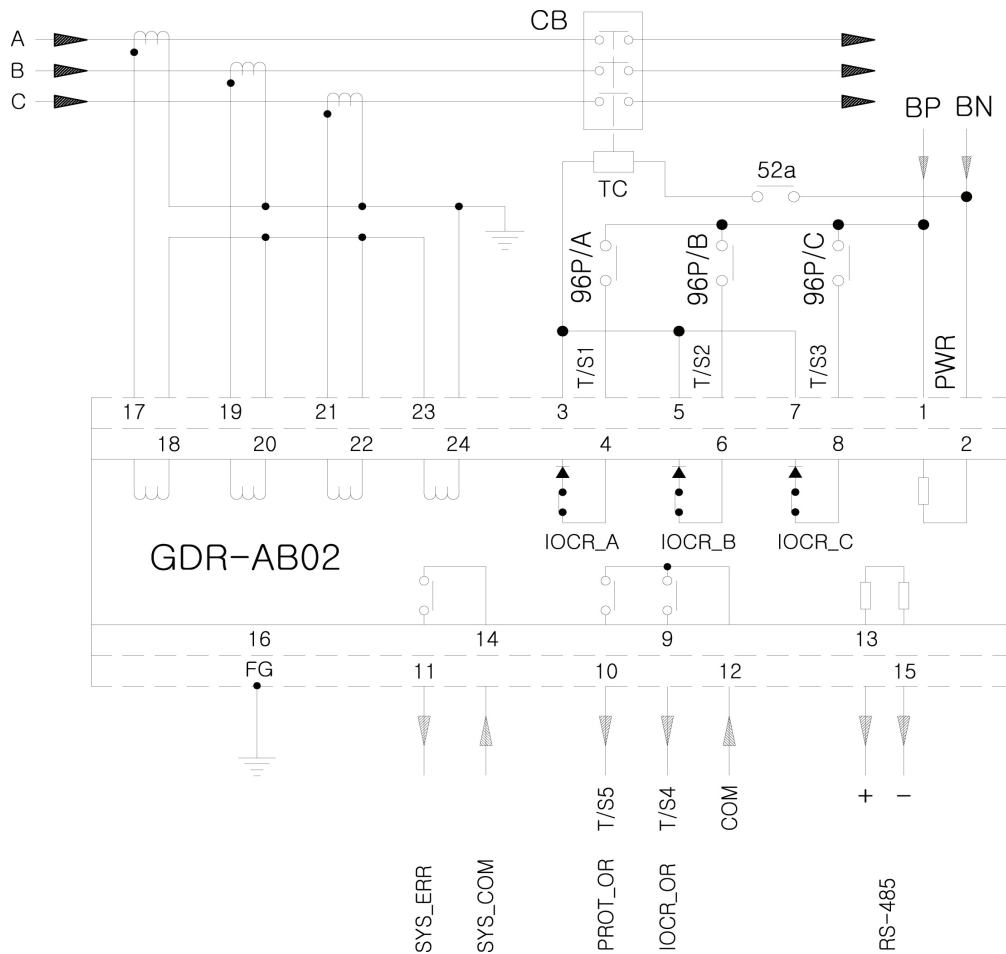 CB
A
B
C
BP BN
TC
52a
96P/A 96P/B 96P/C
T/S1 T/S2 T/S3 PWR
17 19 21 23 3 5 7 1
18 20 22 24 4 6 8 2
IOCR_A IOCR_B IOCR_C
GDR-AB02
16 14 9 13
FG 11 10 12 15
T/S5 T/S4 COM + -
SYS_ERR SYS_COM PROT_OR IOCR_OR RS-485